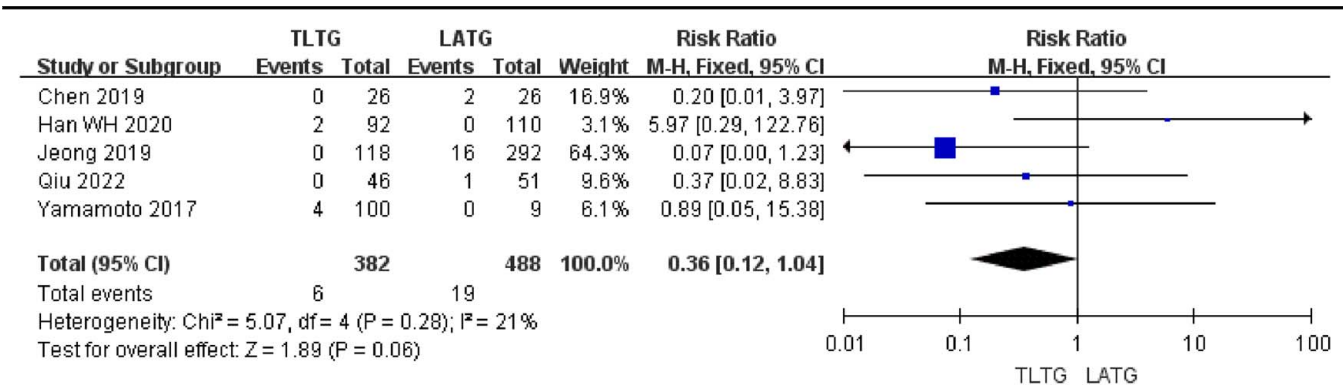 TLTG LATG Risk Ratio Risk Ratio
Study or Subgroup Events Total Events Total Weight M-H, Fixed, 95% CI M-H, Fixed, 95% CI
Chen 2019 0 26 2 26 16.9% 0.20 [0.01, 3.97]
Han WH 2020 2 92 0 110 3.1% 5.97 [0.29, 122.76]
Jeong 2019 0 118 16 292 64.3% 0.07 [0.00, 1.23]
Qiu 2022 0 46 1 51 9.6% 0.37 [0.02, 8.83]
Yamamoto 2017 4 100 0 9 6.1% 0.89 [0.05, 15.38]
Total (95% CI) 382 488 100.0% 0.36 [0.12, 1.04]
Total events 6 19
Heterogeneity: Chi² = 5.07, df = 4 (P = 0.28); I² = 21%
Test for overall effect: Z = 1.89 (P = 0.06)
0.01 0.1 1 10 100
TLTG LATG